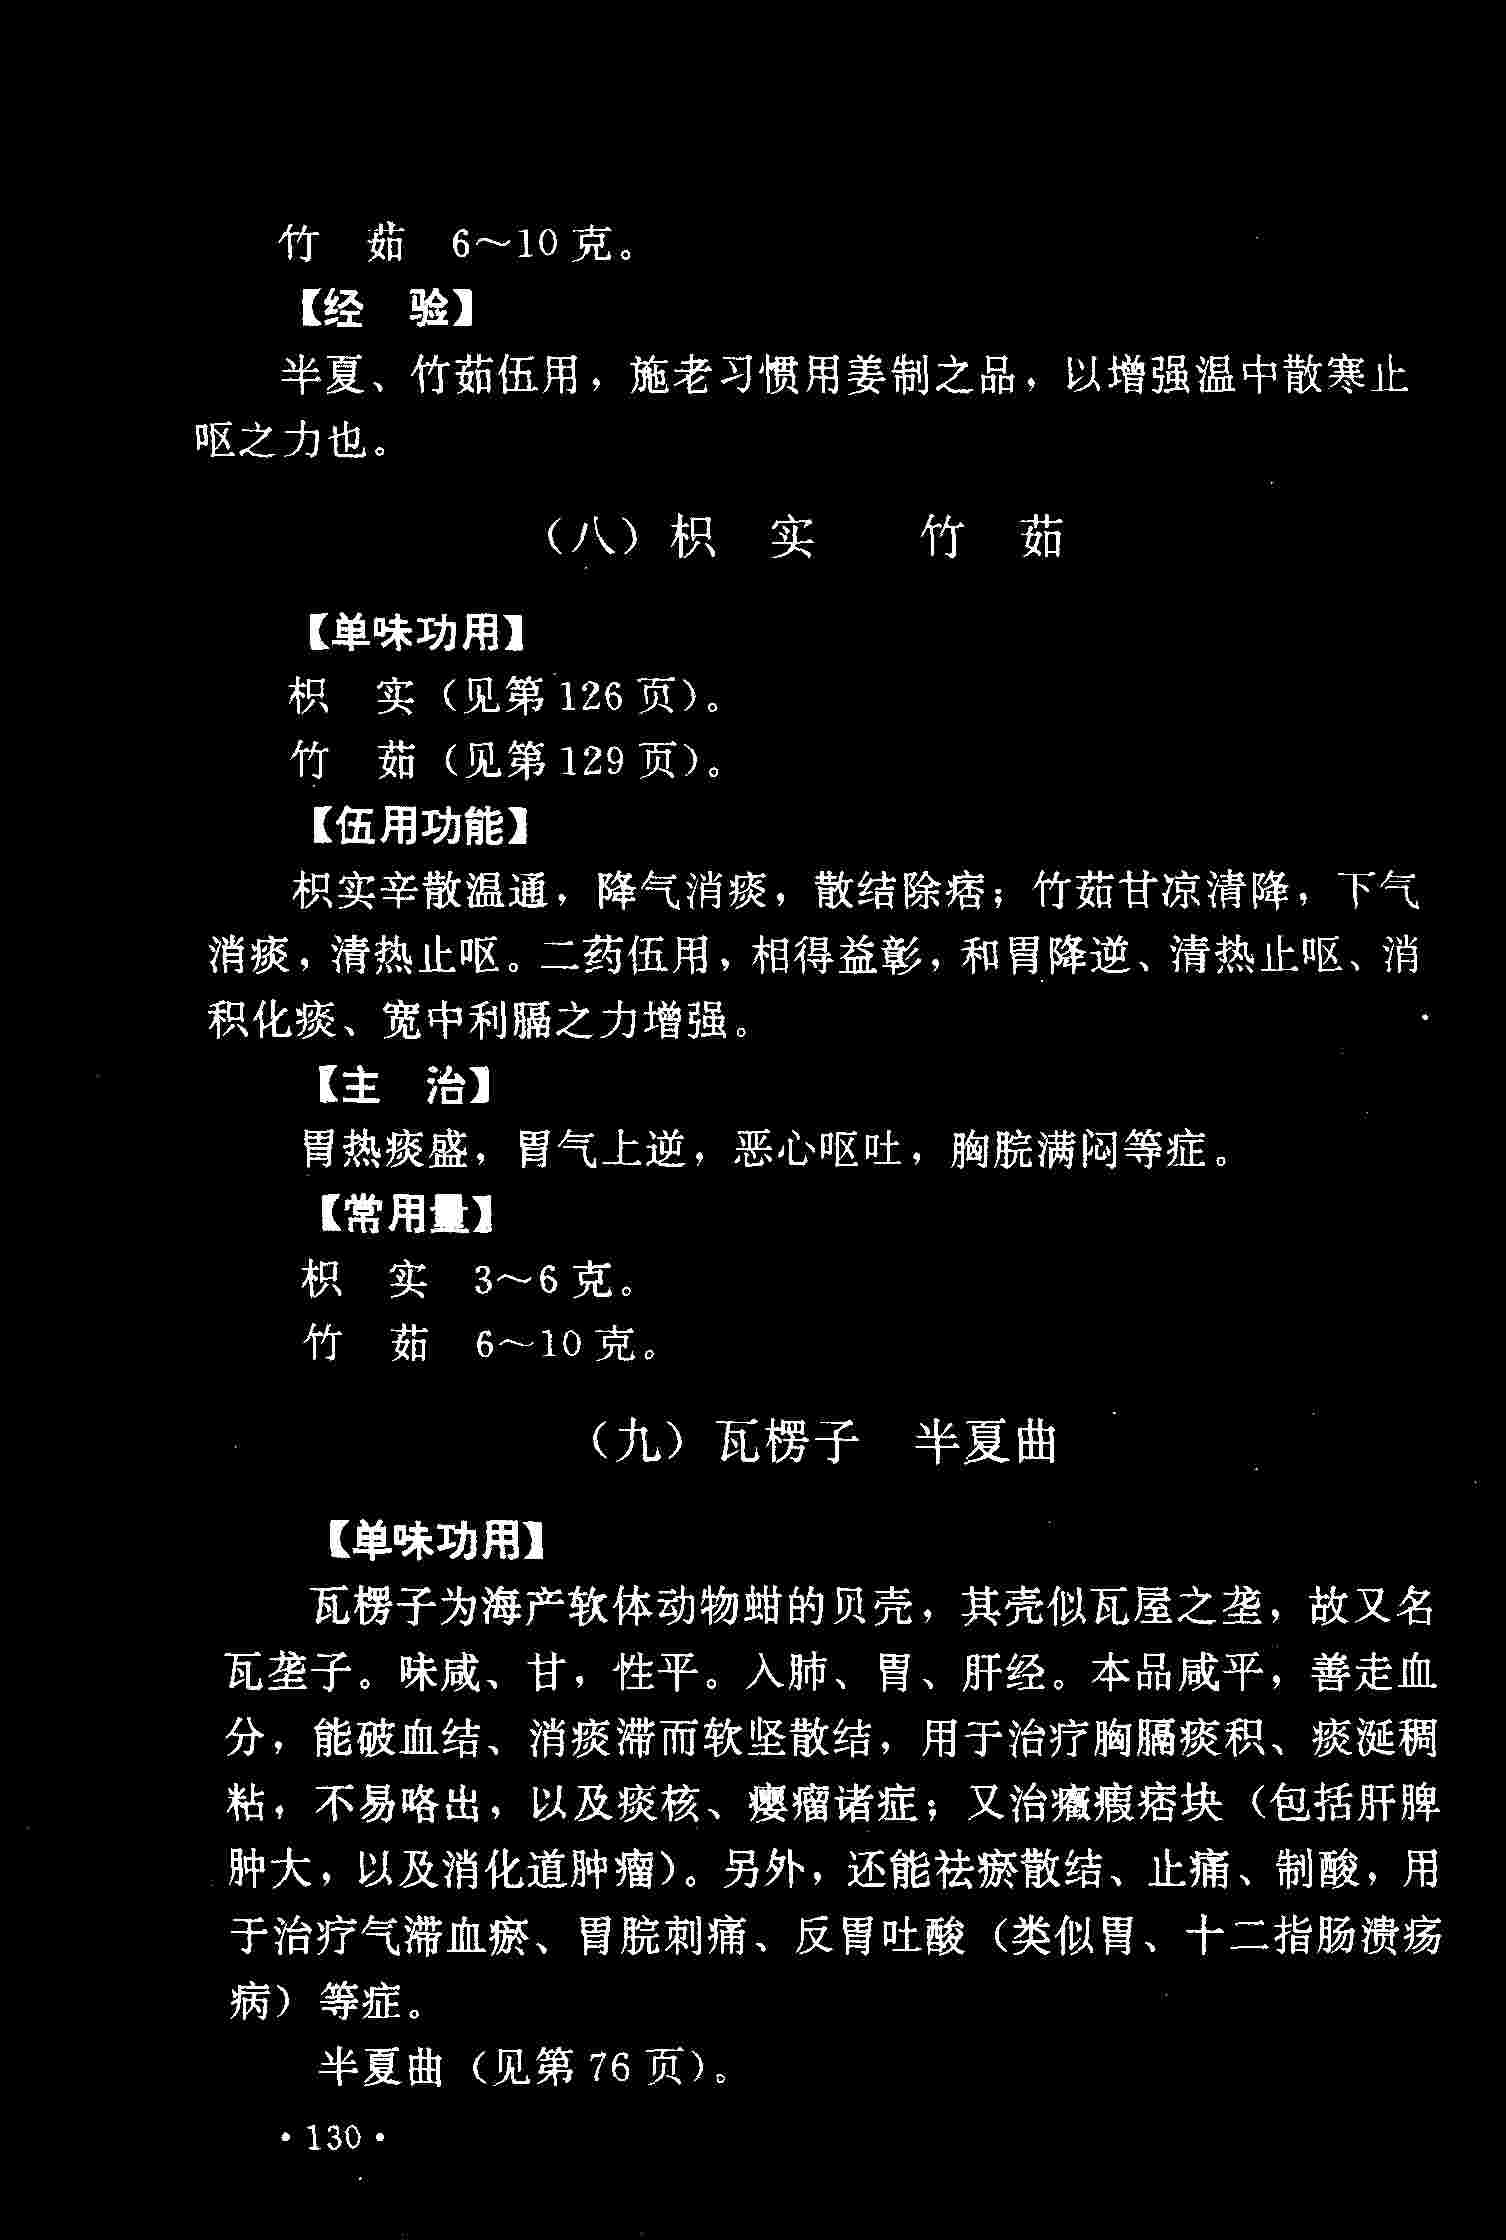 竹　茹　6～10 克。
【经　验】
半夏、竹茹伍用，施老习惯用姜制之品，以增强温中散寒止
呕之力也。
（八）枳　实　　竹　茹
【单味功用】
枳　实（见第 126 页）。
竹　茹（见第 129 页）。
【伍用功能】
枳实辛散温通，降气消痰，散结除痞；竹茹甘凉清降，下气
消痰，清热止呕。二药伍用，相得益彰，和胃降逆、清热止呕、消
积化痰、宽中利膈之力增强。
【主　治】
胃热痰盛，胃气上逆，恶心呕吐，胸脘满闷等症。
【常用量】
枳　实　3～6 克。
竹　茹　6～10 克。
（九）瓦楞子　半夏曲
【单味功用】
瓦楞子为海产软体动物蚶的贝壳，其壳似瓦屋之垄，故又名
瓦垄子。味咸、甘，性平。入肺、胃、肝经。本品咸平，善走血
分，能破血结、消痰滞而软坚散结，用于治疗胸膈痰积、痰涎稠
粘，不易咯出，以及痰核、瘿瘤诸症；又治癥瘕痞块（包括肝脾
肿大，以及消化道肿瘤）。另外，还能祛瘀散结、止痛、制酸，用
于治疗气滞血瘀、胃脘刺痛、反胃吐酸（类似胃、十二指肠溃疡
病）等症。
半夏曲（见第 76 页）。
·130·